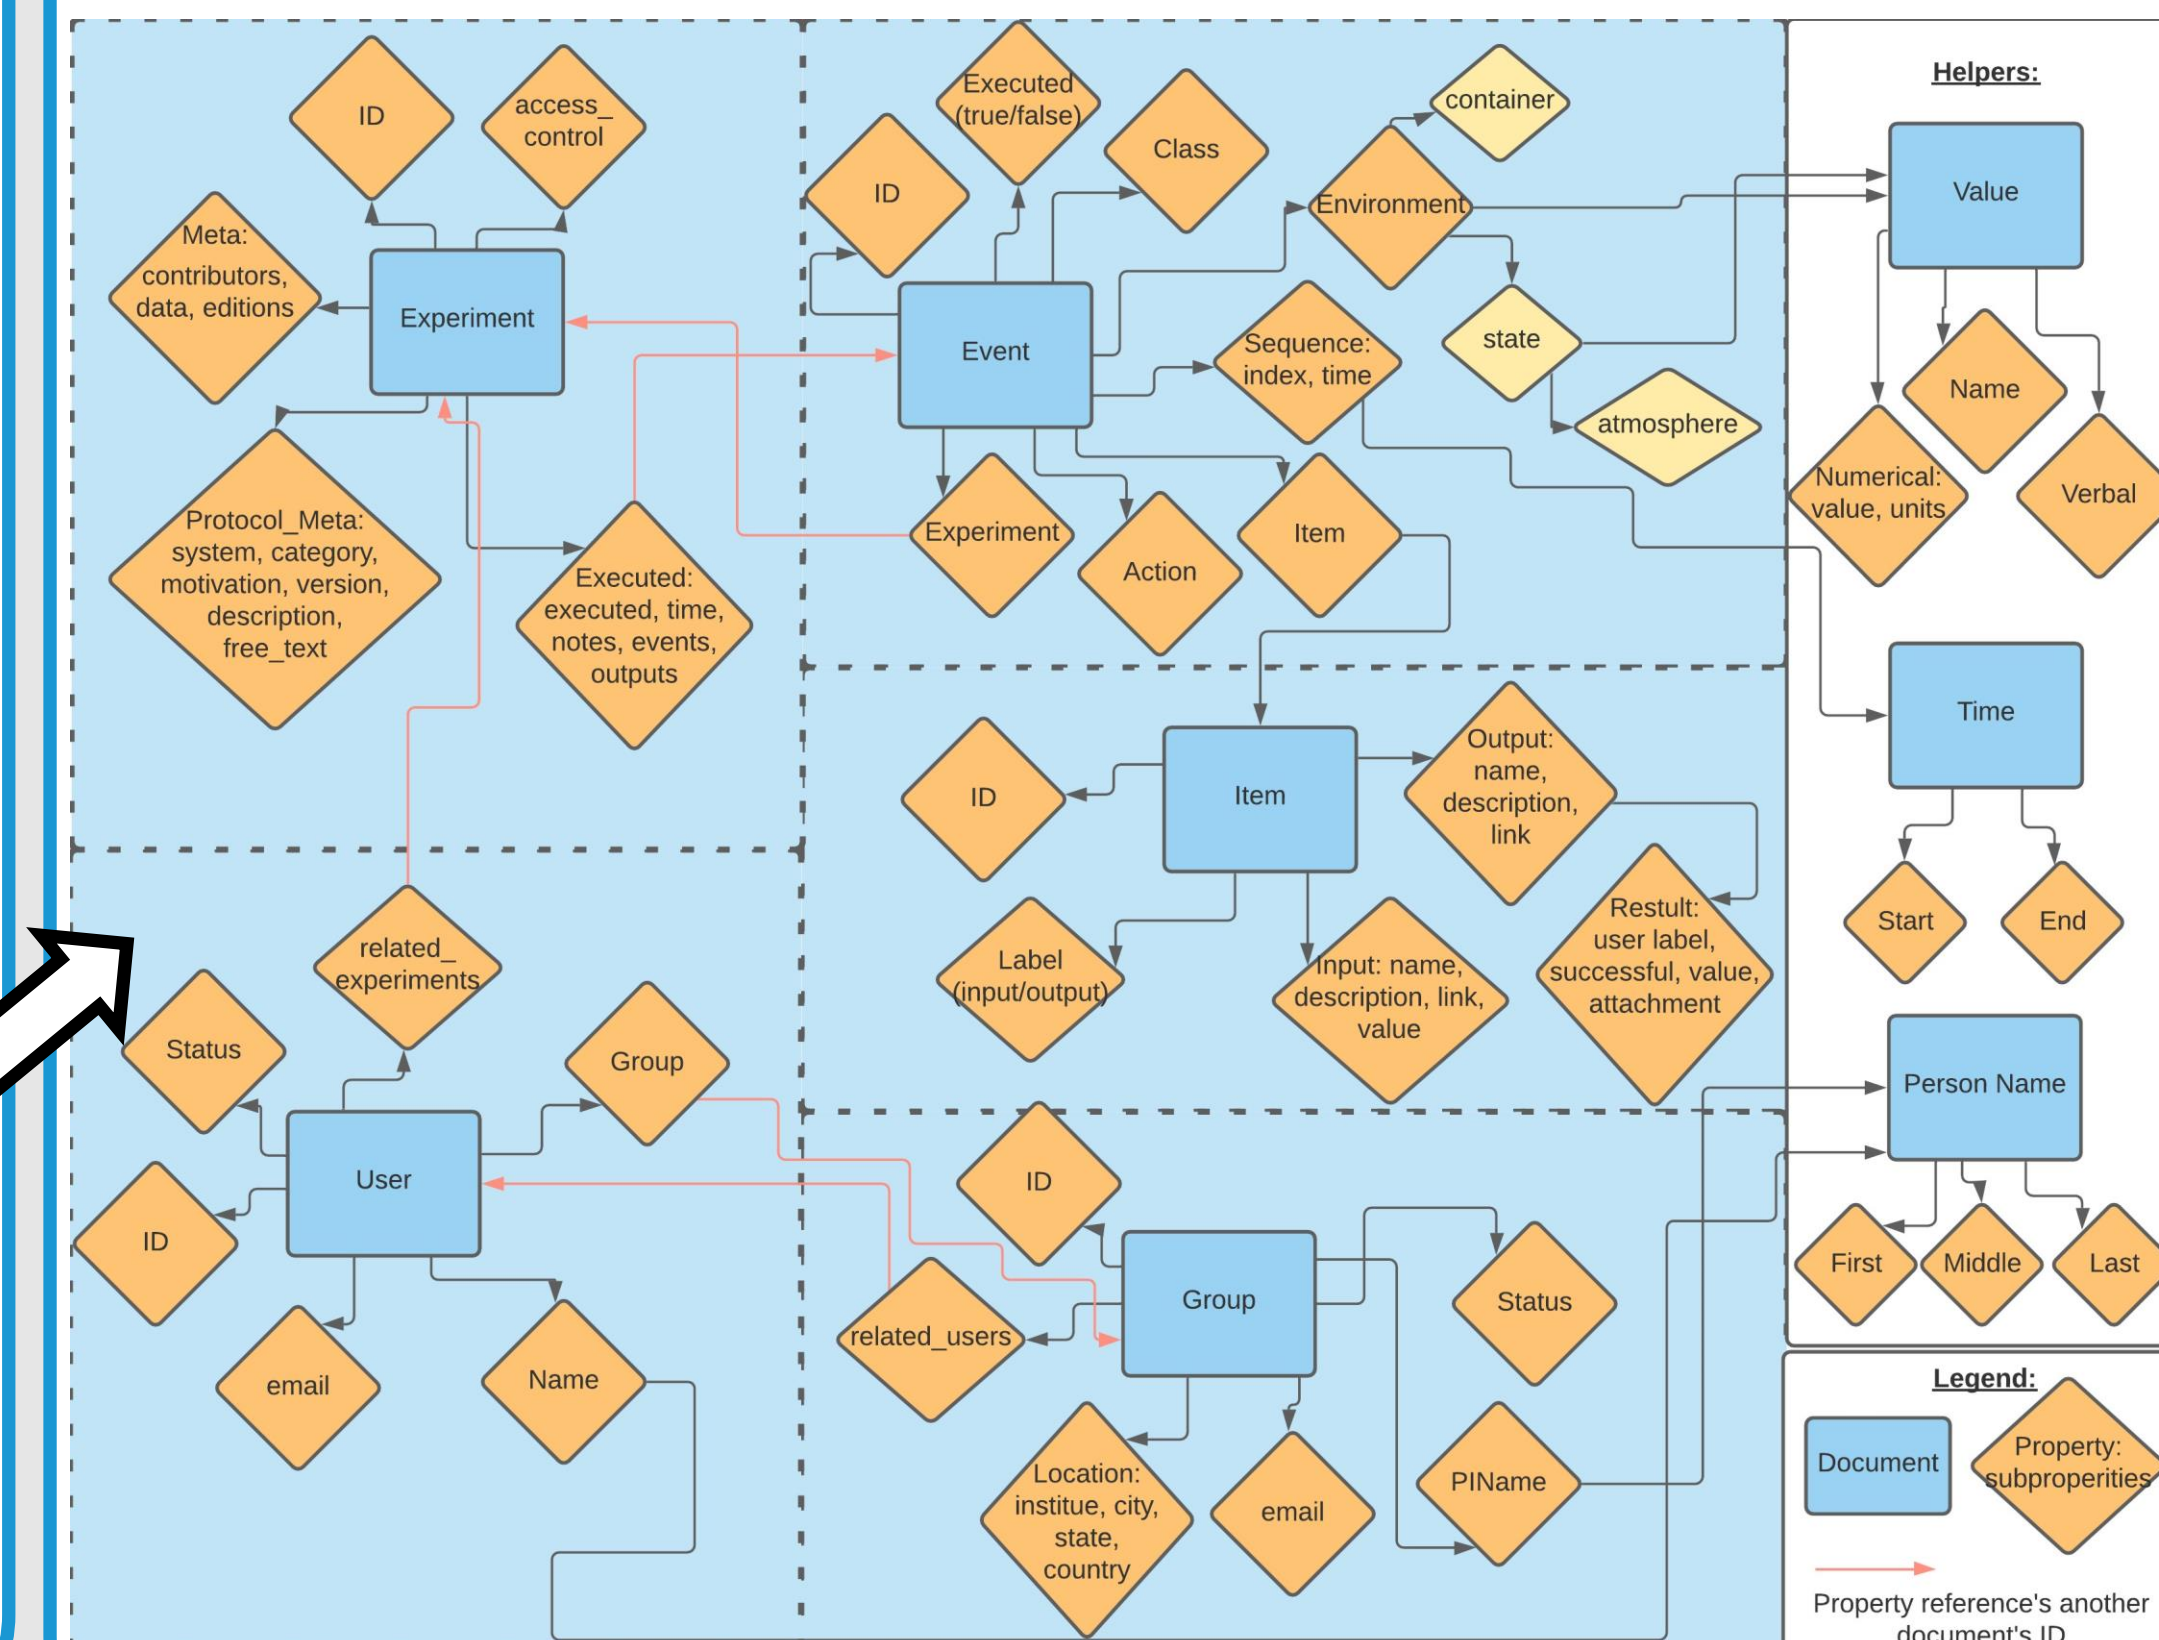 ID
access_
control
Meta:
contributors,
data, editions
Experiment
Protocol_Meta:
system, category,
motivation, version,
description,
free_text
Executed:
executed, time,
notes, events,
outputs
Executed
(true/false)
ID
Class
container
Environment
Event
Sequence:
index, time
state
atmosphere
Experiment
Action
Item
Helpers:
Value
Name
Numerical:
value, units
Verbal
Time
Start
End
Person Name
First
Middle
Last
ID
Item
Output:
name,
description,
link
Label
(input/output)
Input: name,
description, link,
value
Restult:
user label,
successful, value,
attachment
related_
experiments
Status
Group
User
ID
email
Name
ID
Group
Status
related_users
Location:
institue, city,
state,
country
email
PIName
Legend:
Document
Property:
subproperities
Property reference's another
document's ID